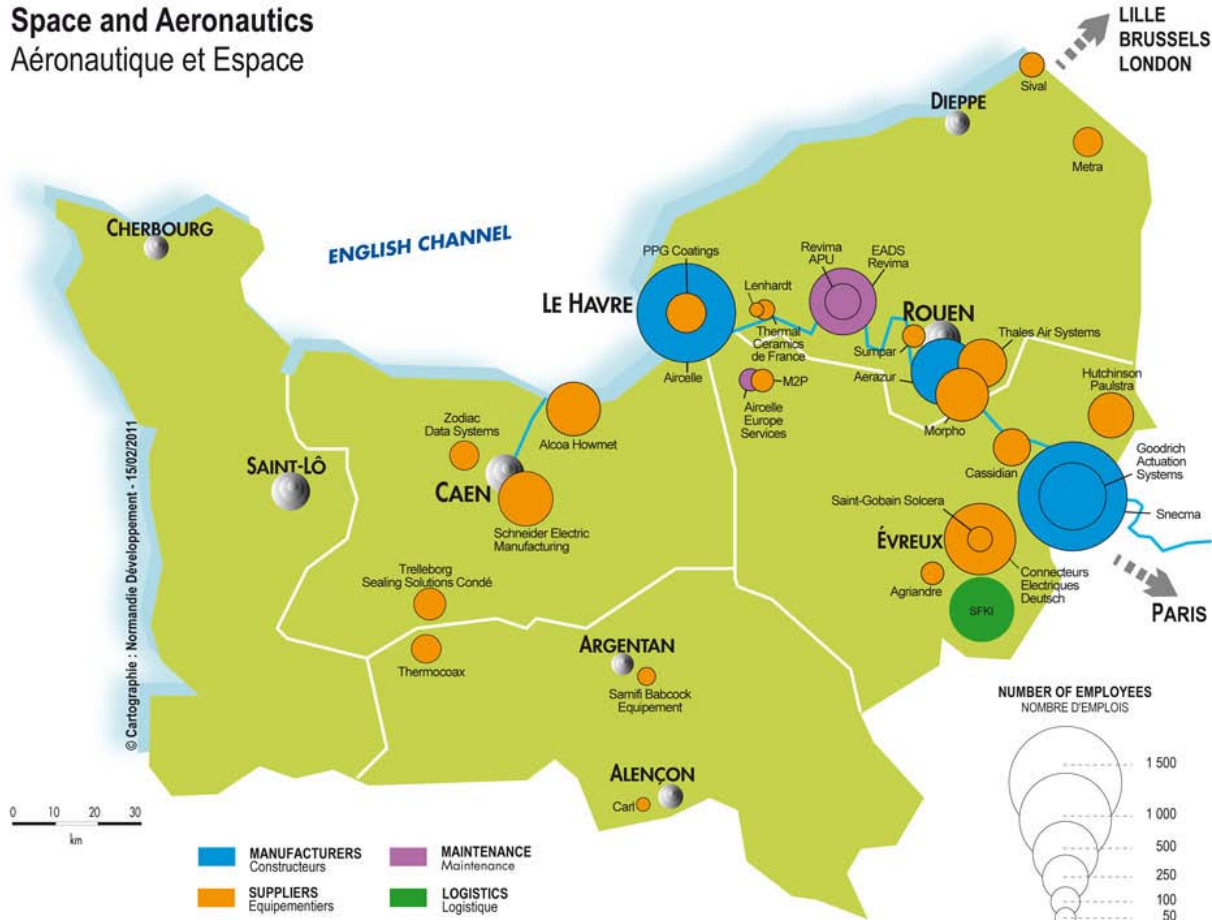 Space and Aeronautics
Aéronautique et Espace
LILLE
BRUSSELS
LONDON
Sival
DIEPPE
Metra
CHERBOURG
ENGLISH CHANNEL
PPG Coatings
Revima
APU
EADS
Revima
LE HAVRE
Lenhardt
Thermal
Ceramics
de France
ROUEN
Thales Air Systems
Sumpar
Aircelle
Aerazur
M2P
Hutchinson
Paulstra
Aircelle
Europe
Services
Morpho
Zodiac
Data Systems
Alcoa Howmet
Cassidian
Goodrich
Actuation
Systems
SAINT-LÔ
CAEN
Saint-Gobain Solcera
Snecma
Schneider Electric
Manufacturing
ÉVREUX
Trelleborg
Sealing Solutions Condé
Agriandre
Connecteurs
Electriques
Deutsch
SFKI
PARIS
Thermocoax
ARGENTAN
Samifi Babcock
Equipement
ALENÇON
Carl
© Cartographie : Normandie Développement - 15/02/2011
0 10 20 30
km
MANUFACTURERS
Constructeurs
MAINTENANCE
Maintenance
SUPPLIERS
Equipementiers
LOGISTICS
Logistique
NUMBER OF EMPLOYEES
NOMBRE D'EMPLOIS
1 500
1 000
500
250
100
50